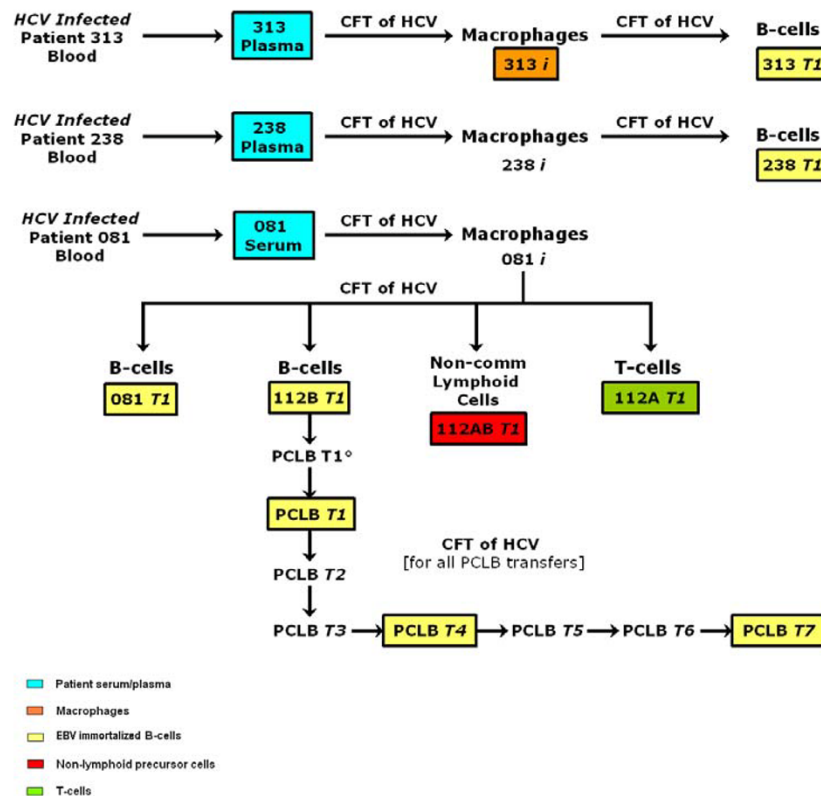 HCV Infected
Patient 313
Blood
313
Plasma
CFT of HCV
Macrophages
313 i
CFT of HCV
B-cells
313 T1
HCV Infected
Patient 238
Blood
238
Plasma
CFT of HCV
Macrophages
238 i
CFT of HCV
B-cells
238 T1
HCV Infected
Patient 081
Blood
081
Serum
CFT of HCV
Macrophages
081 i
CFT of HCV
B-cells
081 T1
B-cells
112B T1
Non-comm
Lymphoid
Cells
112AB T1
T-cells
112A T1
PCLB T1°
PCLB T1
PCLB T2
CFT of HCV
[for all PCLB transfers]
PCLB T3
PCLB T4
PCLB T5
PCLB T6
PCLB T7
Patient serum/plasma
Macrophages
EBV immortalized B-cells
Non-lymphoid precursor cells
T-cells